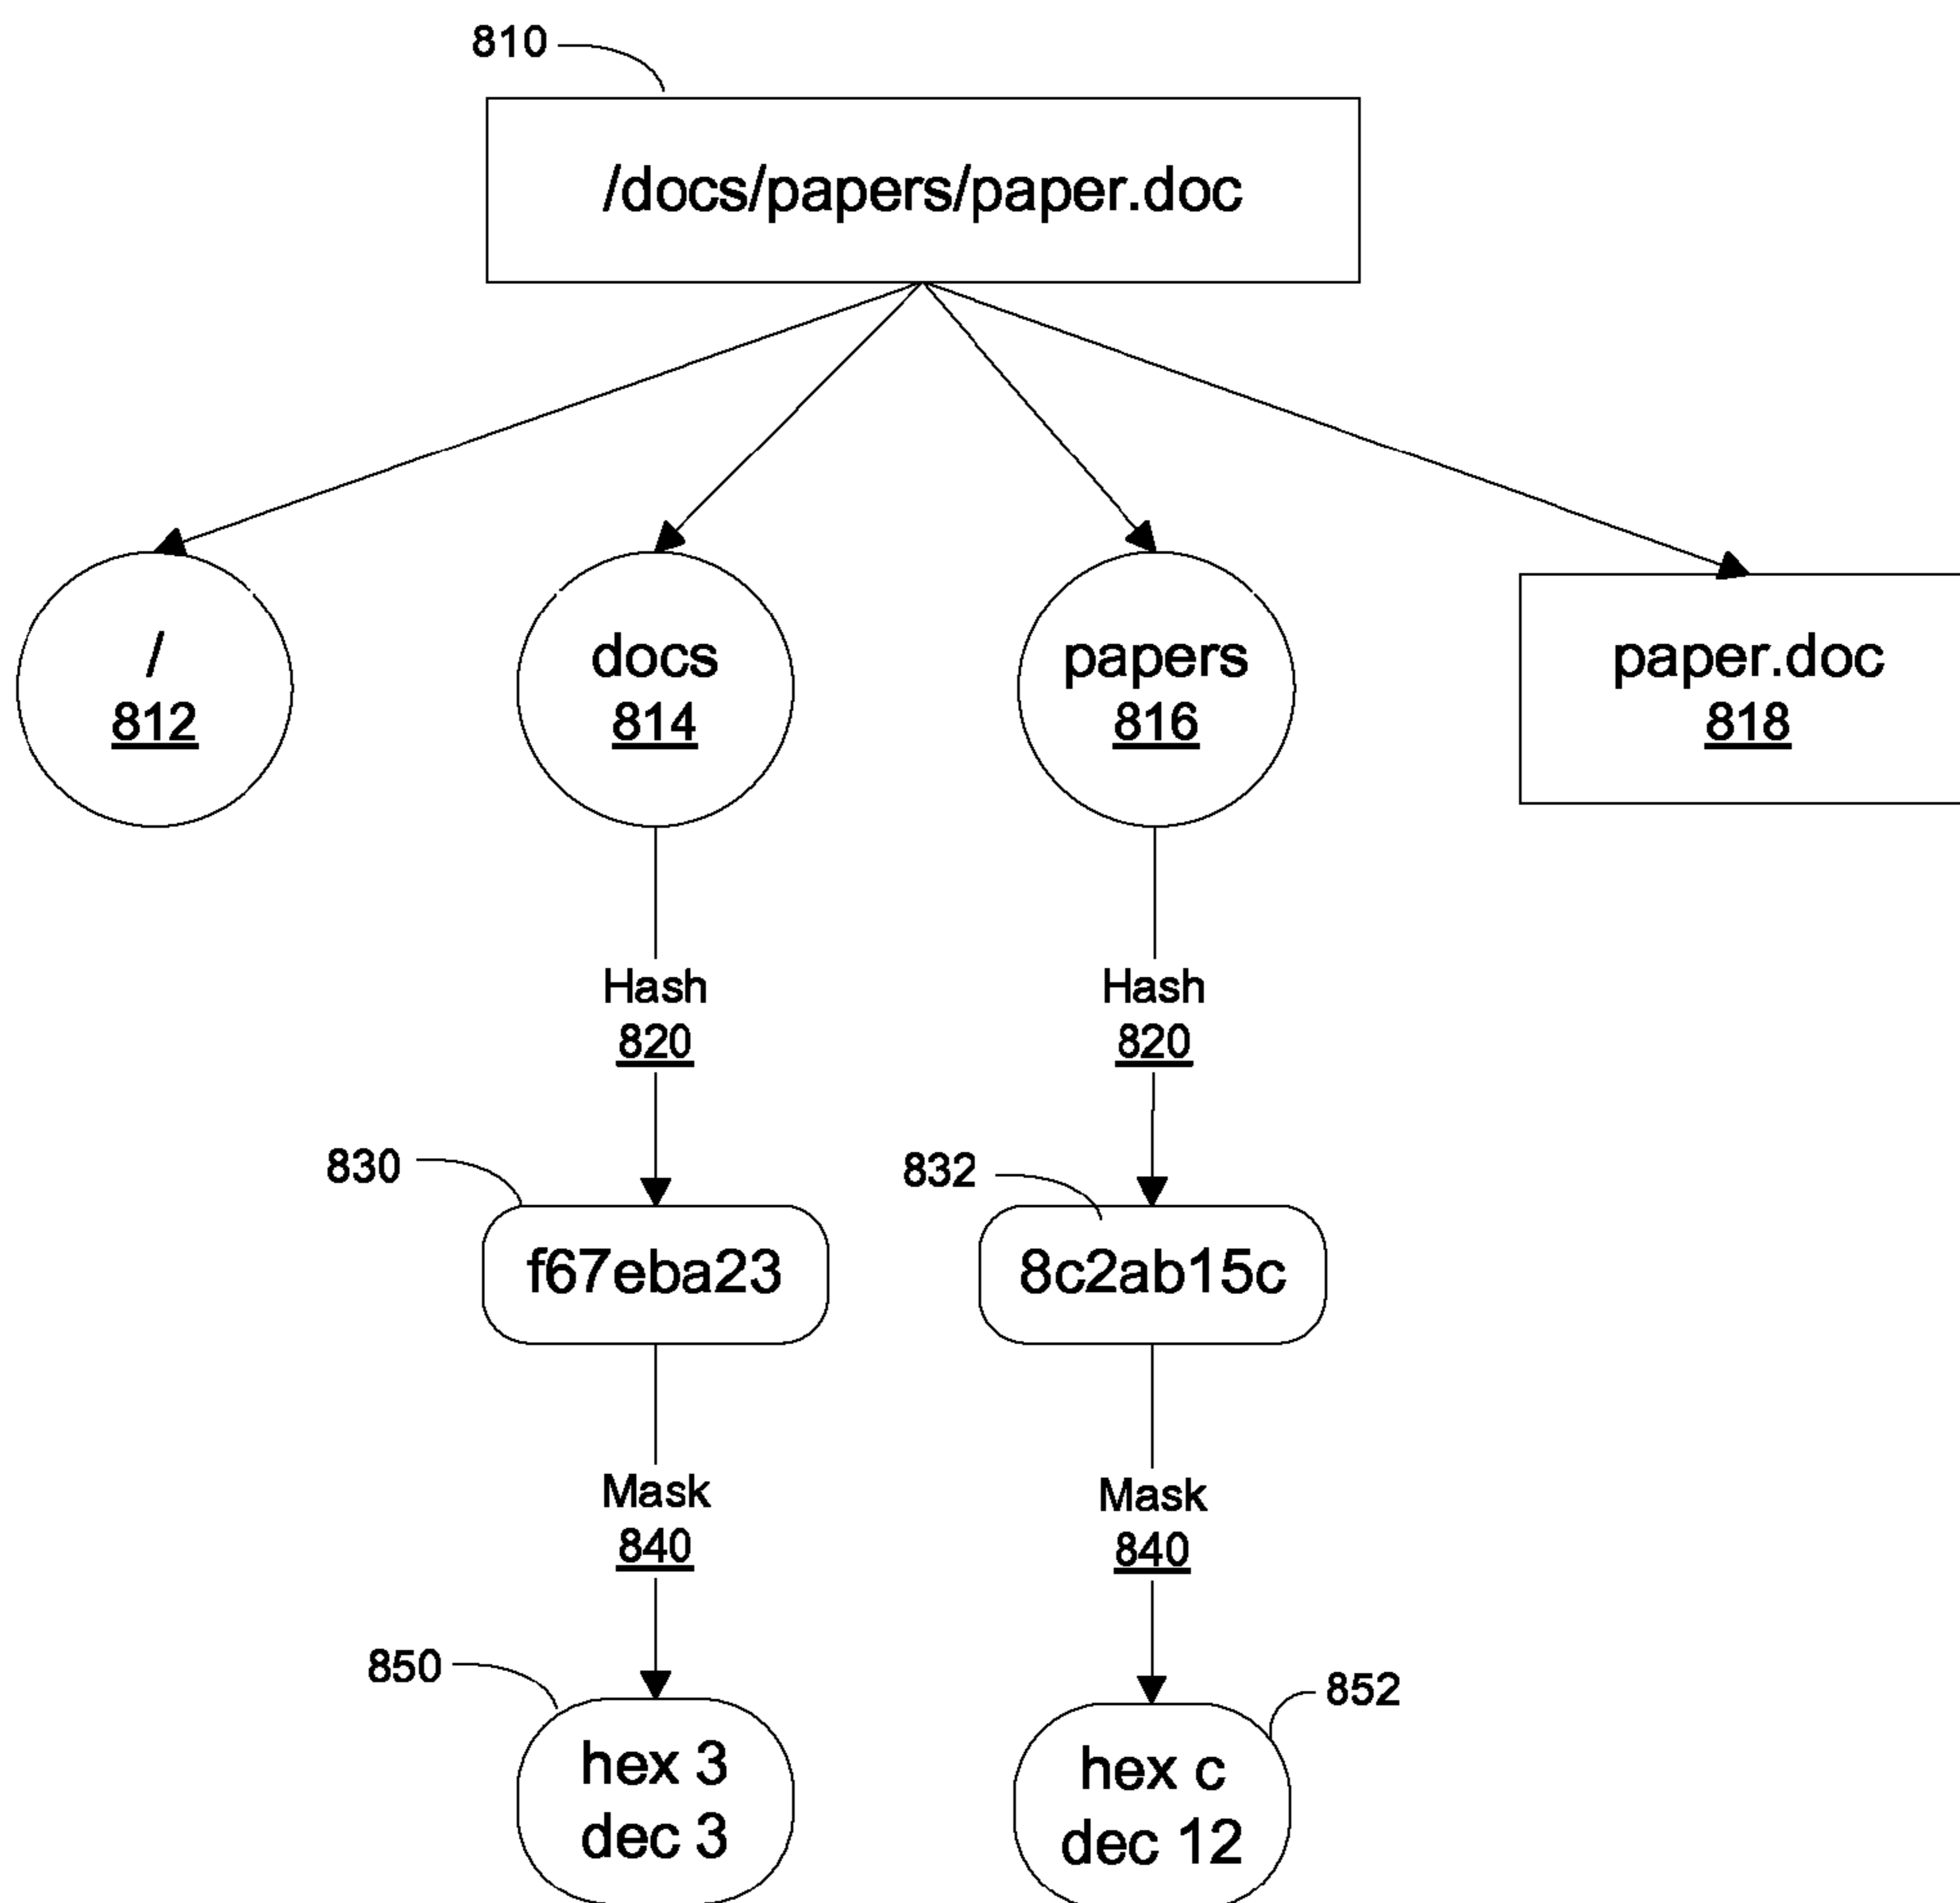 810
/docs/papers/paper.doc
/
812
docs
814
papers
816
paper.doc
818
Hash
820
Hash
820
830
f67eba23
832
8c2ab15c
Mask
840
Mask
840
850
hex 3
dec 3
852
hex c
dec 12